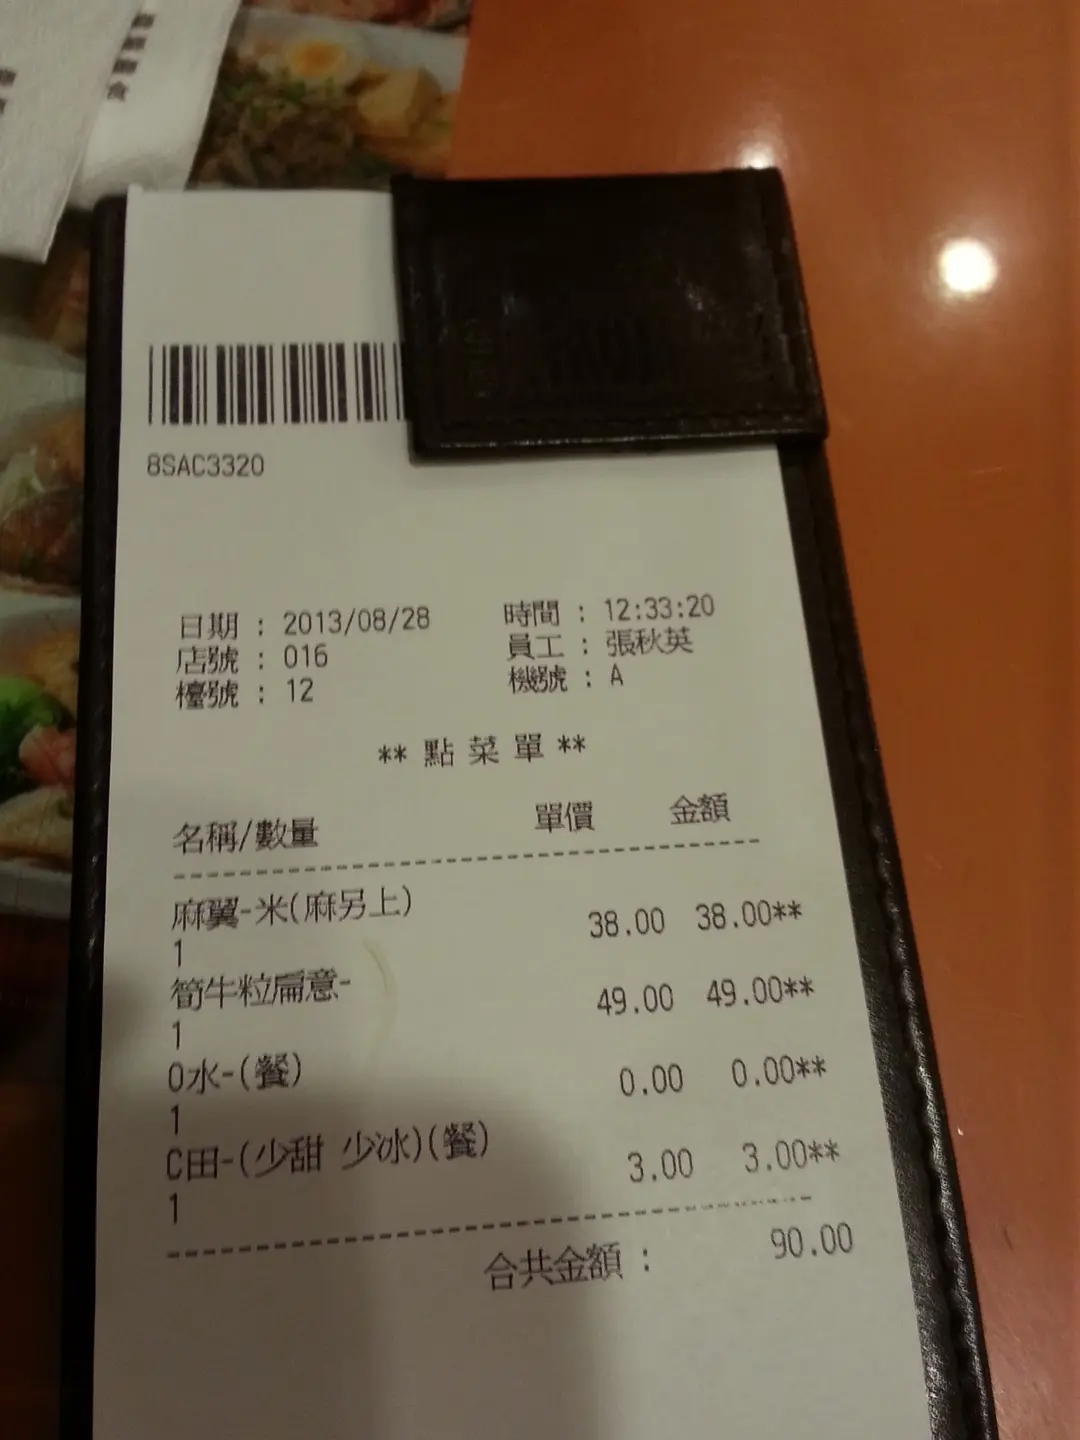 8SAC3320
日期 : 2013/08/28 時間 : 12:33:20
店號 : 016 員工 : 張秋英
檯號 : 12 機號 : A
** 點 菜 單 **
名稱/數量 單價 金額
麻翼-米(麻另上) 38.00 38.00**
1
筍牛粒扁意- 49.00 49.00**
1
0水-(餐) 0.00 0.00**
1
C田-(少甜 少冰)(餐) 3.00 3.00**
1
合共金額 : 90.00